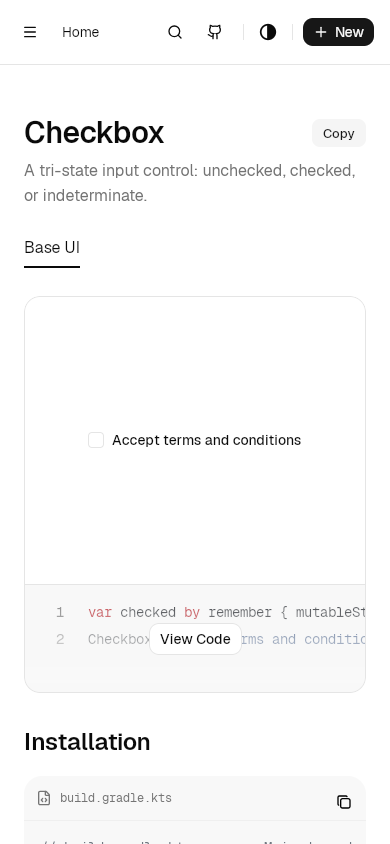 Home
New
Checkbox
Copy
A tri-state input control: unchecked, checked,
or indeterminate.
Base UI
Accept terms and conditions
1 var checked by remember { mutableSt
2 Checkbox rms and conditio
View Code
Installation
build.gradle.kts